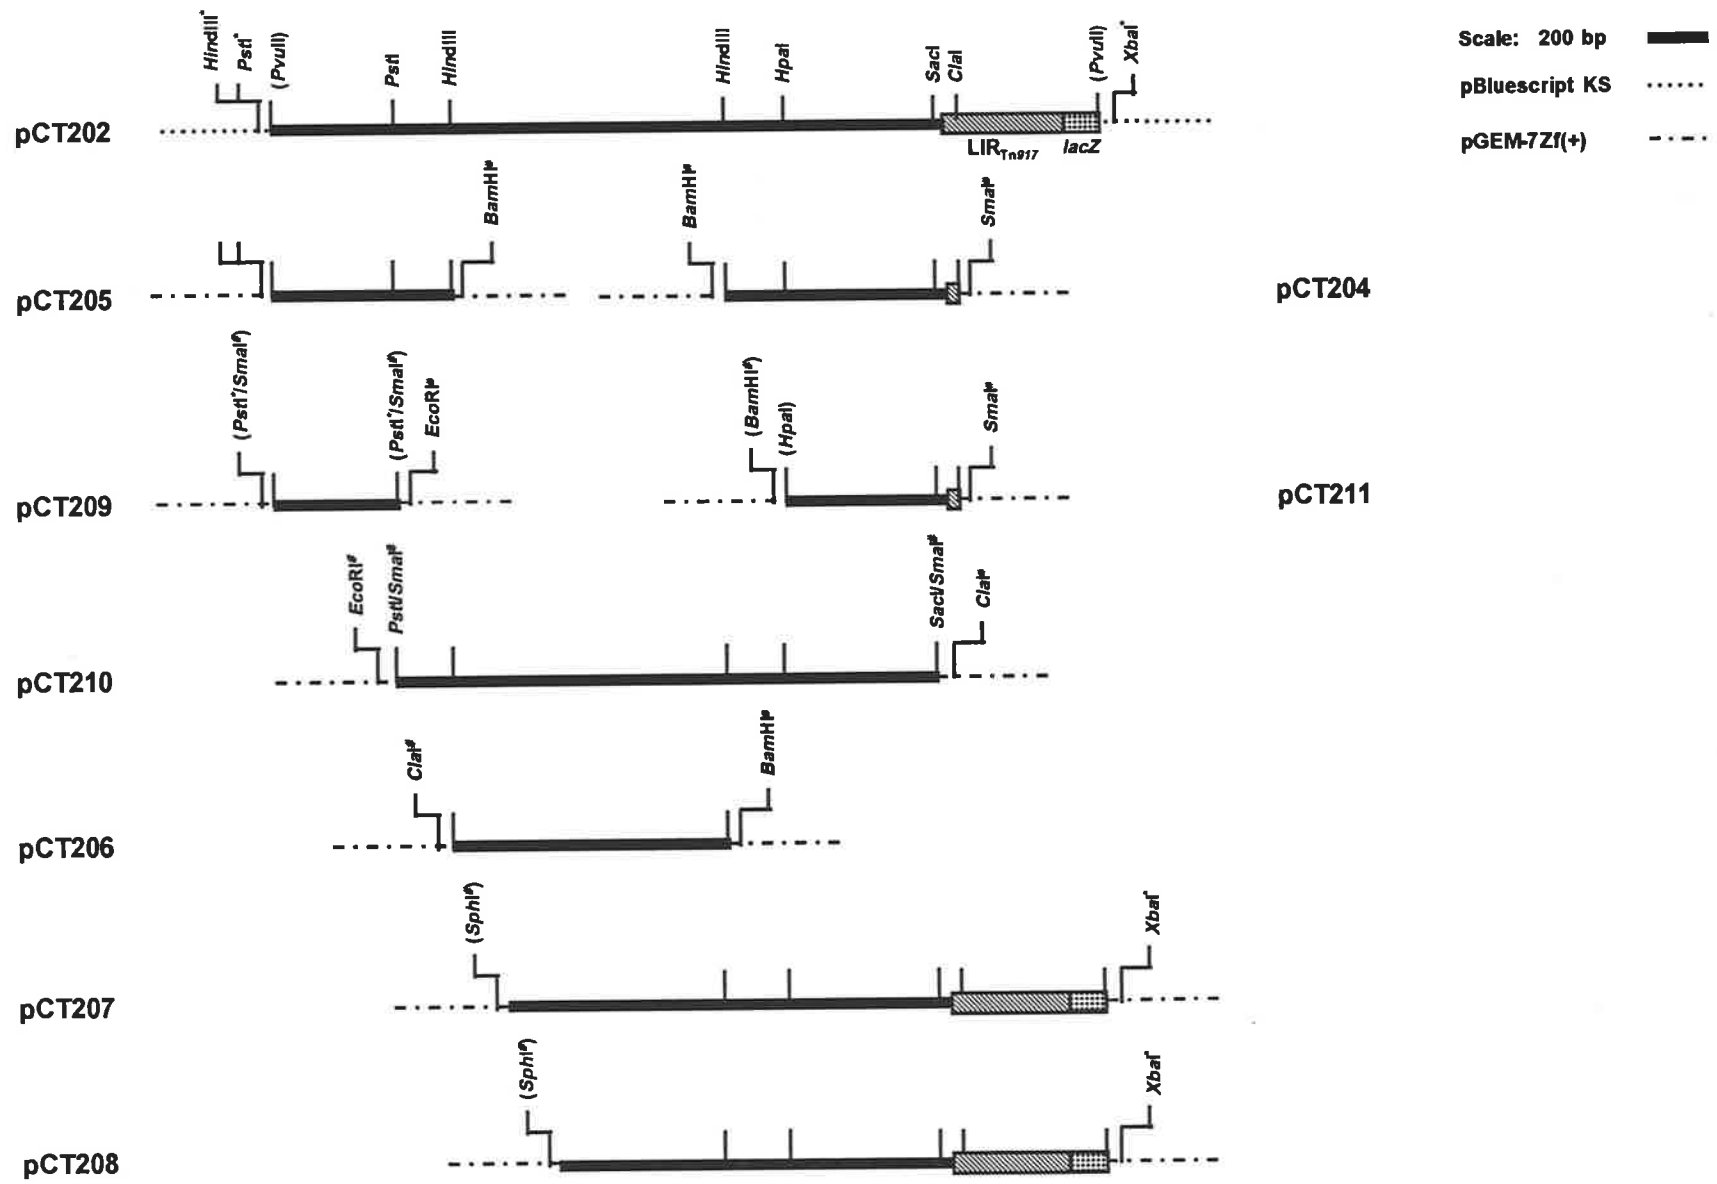 HindIII*
PstI*
(PvuII)
PstI
HindIII
HindIII
HpaI
SacI
ClaI
(PvuII)
XbaI*
Scale: 200 bp
pBluescript KS
pGEM-7Zf(+)
pCT202
LIRTn917
lacZ
BamHI#
BamHI#
SmaI#
pCT205
pCT204
(PstI*/SmaI#)
(PstI*/SmaI#)
EcoRI#
(BamHI#)
(HpaI)
SmaI#
pCT209
pCT211
EcoRI#
PstI/SmaI#
SacI/SmaI#
ClaI#
pCT210
ClaI#
BamHI#
pCT206
(SphI#)
XbaI*
pCT207
(SphI#)
XbaI*
pCT208